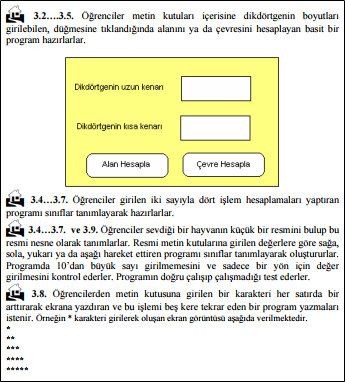 3.2....3.5. Öğrenciler metin kutuları içerisine dikdörtgenin boyutları
girilebilen, düğmesine tıklandığında alanını ya da çevresini hesaplayan basit bir
program hazırlarlar.
Dikdörtgenin uzun kenarı
Dikdörtgenin kısa kenarı
Alan Hesapla
Çevre Hesapla
3.4...3.7. Öğrenciler girilen iki sayıyla dört işlem hesaplamaları yaptıran
programı sınıflar tanımlayarak hazırlarlar.
3.4...3.7. ve 3.9. Öğrenciler sevdiği bir hayvanın küçük bir resmini bulup bu
resmi nesne olarak tanımlarlar. Resmi metin kutularına girilen değerlere göre sağa,
sola, yukarı ya da aşağı hareket ettiren programı sınıflar tanımlayarak oluştururlar.
Programda 10'dan büyük sayı girilmemesini ve sadece bir yön için değer
girilmesini kontrol ederler. Programın doğru çalışıp çalışmadığı test ederler.
3.8. Öğrencilerden metin kutusuna girilen bir karakteri her satırda bir
arttırarak ekrana yazdıran ve bu işlemi beş kere tekrar eden bir program yazmaları
istenir. Örneğin * karakteri girilerek oluşan ekran görüntüsü aşağıda verilmektedir.
*
**
***
****
*****